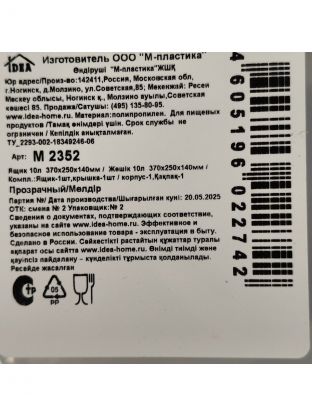 IDEA
Изготовитель ООО "М-пластика"
Өндіруші "М-пластика"ЖШҚ
Юр адрес/Произ-во:142411,Россия, Московская обл,
г.Ногинск, д.Молзино, ул.Советская,85; Мекенжай: Ресей
Мәскеу облысы, Ногинск қ., Молзино ауылы,Советская
көшесі 85. Продажи/Сатылымы: (495) 135-80-95.
www.idea-home.ru. Материал:полипропилен. Для пищевых
продуктов /Тамақ өнімдері үшін. Срок службы не
ограничен / Кепілдік анықталмаған.
ТУ_2293-002-18349246-06
Арт: М 2352
Ящик 10л 370х250х140мм / Жәшік 10л 370х250х140мм /
Компл.:Ящик-1шт,крышка-1шт / корпус-1,Қақпақ-1
Прозрачный/Мөлдір
Партия №/ Дата производства/Шығарылған күні: 20.05.2025
ОТК: смена № 2 Упаковщик:№ 2
Сведения о документах, подтверждающих соответствие,
указаны на сайте www.idea-home.ru. Эффективное и
безопасное использование товара - эксплуатация в быту.
Сделано в России. Сәйкестікті растайтын құжаттар туралы
ақпарат осы сайтта www.idea-home.ru. Өнімді тиімді және
қауіпсіз пайдалану – күнделікті тұрмыста қолданылады.
Ресейде жасалған
05
PP
4 605196 022742